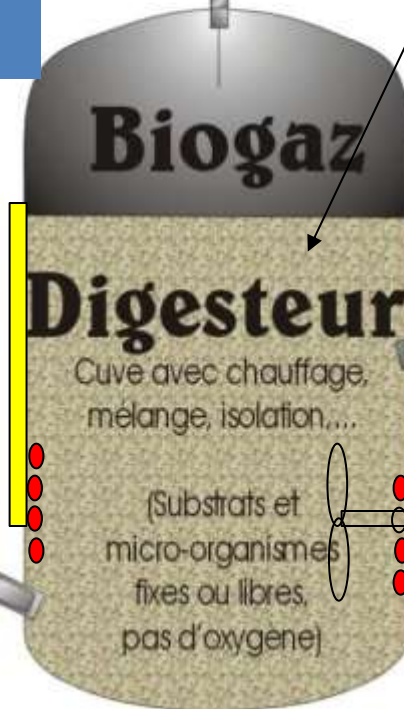 Biogaz
Digesteur
Cuve avec chauffage,
mélange, isolation,...
(Substrats et
micro-organismes
fixes ou libres,
pas d'oxygène)